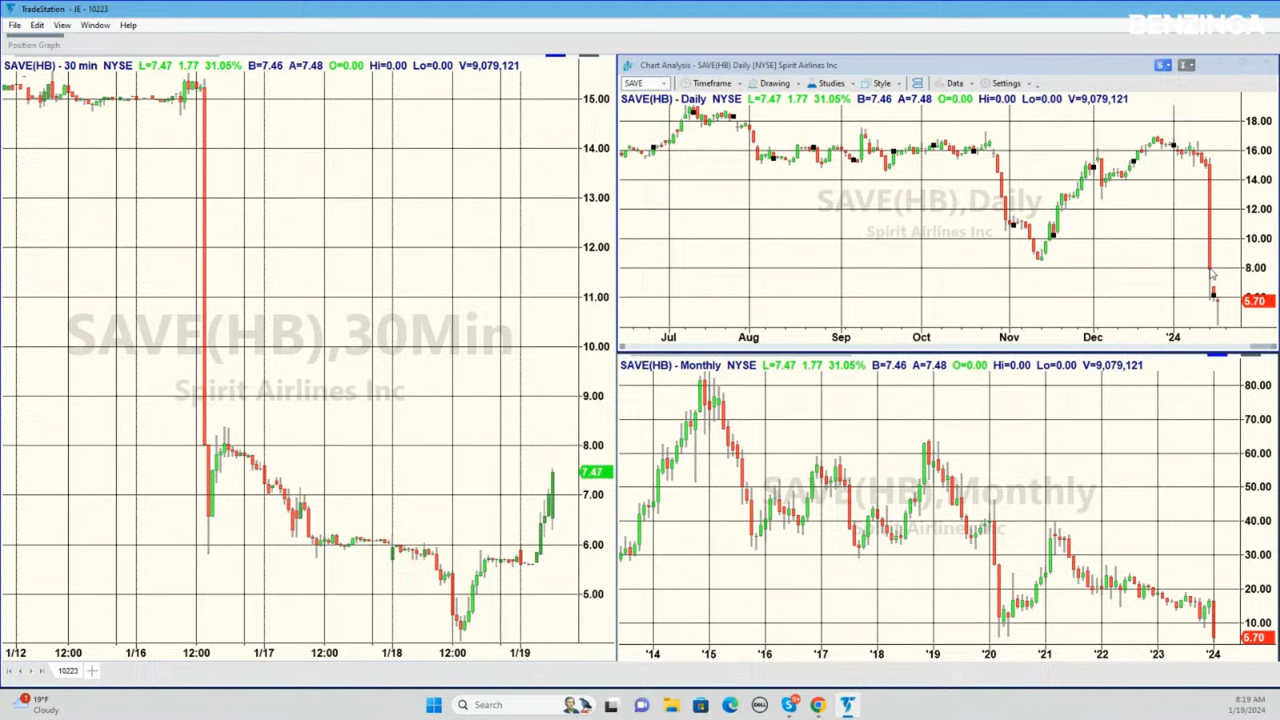 TradeStation - JE - 10223
BENZINGA
File Edit View Window Help
Position Graph
SAVE(HB) - 30 min NYSE L=7.47 1.77 31.05% B=7.46 A=7.48 O=0.00 Hi=0.00 Lo=0.00 V=9,079,121
15.00
14.00
13.00
12.00
11.00
10.00
9.00
8.00
7.47
7.00
6.00
5.00
SAVE(HB),30Min
Spirit Airlines Inc
1/12 12:00 1/16 12:00 1/17 12:00 1/18 12:00 1/19
Chart Analysis - SAVE(HB) Daily [NYSE] Spirit Airlines Inc
S
I
SAVE Timeframe Drawing Studies Style Data Settings
SAVE(HB) - Daily NYSE L=7.47 1.77 31.05% B=7.46 A=7.48 O=0.00 Hi=0.00 Lo=0.00 V=9,079,121
18.00
16.00
14.00
12.00
10.00
8.00
5.70
SAVE(HB),Daily
Spirit Airlines Inc
Jul Aug Sep Oct Nov Dec '24
SAVE(HB) - Monthly NYSE L=7.47 1.77 31.05% B=7.46 A=7.48 O=0.00 Hi=0.00 Lo=0.00 V=9,079,121
80.00
70.00
60.00
50.00
40.00
30.00
20.00
10.00
5.70
SAVE(HB),Monthly
Spirit Airlines Inc
'14 '15 '16 '17 '18 '19 '20 '21 '22 '23 '24
10223
1
19°F
Cloudy
Search
DELL
9+
8:19 AM
1/19/2024